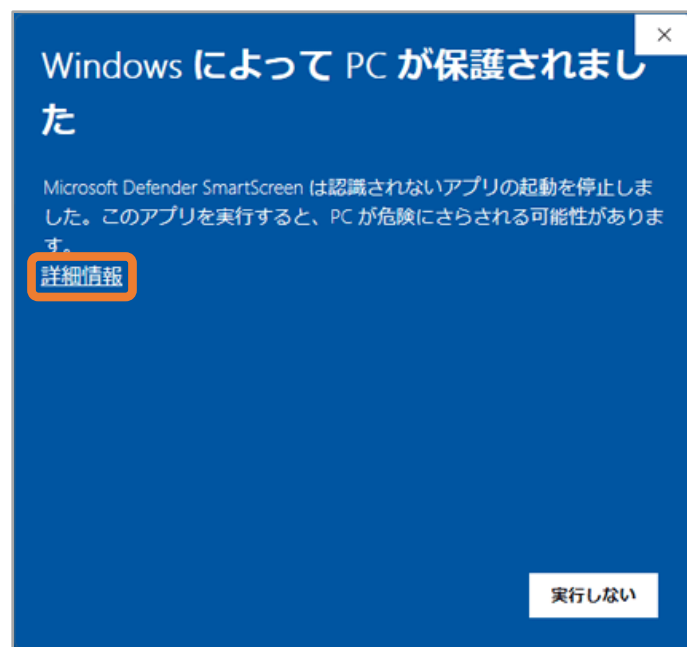 Windows によって PC が保護されまし
た
Microsoft Defender SmartScreen は認識されないアプリの起動を停止しま
した。このアプリを実行すると、PC が危険にさらされる可能性がありま
す。
詳細情報
実行しない